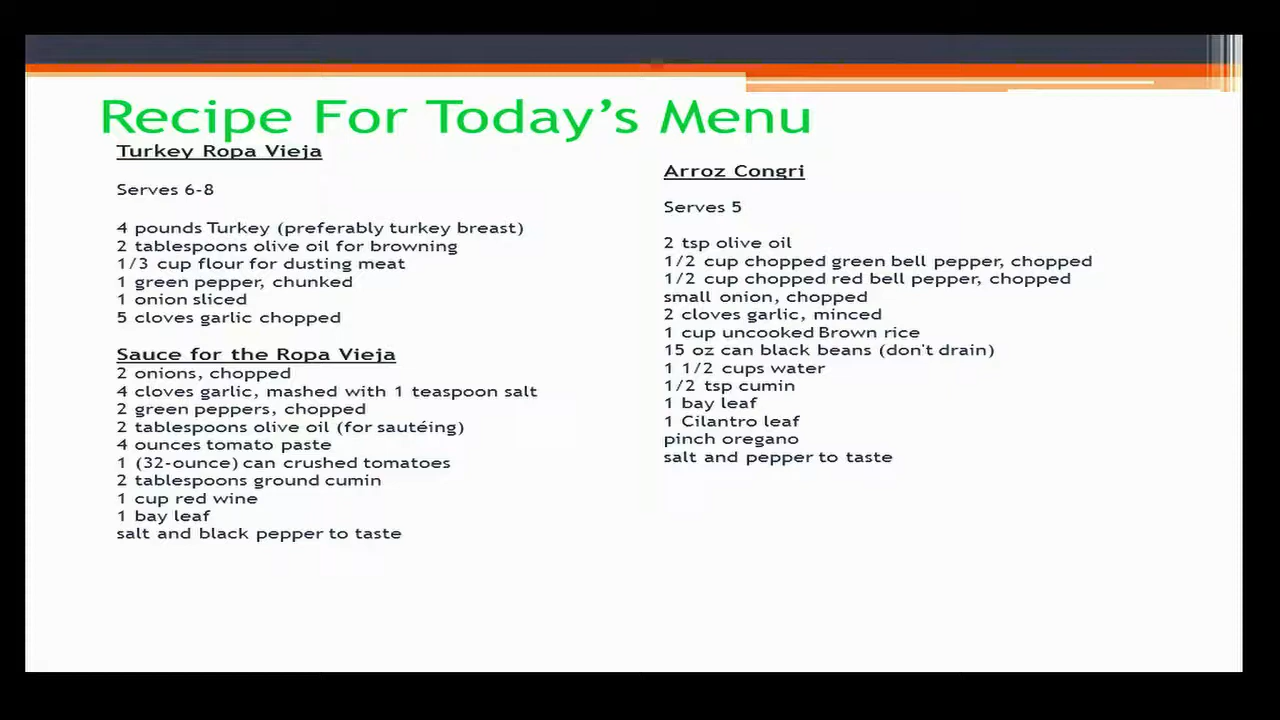 Recipe For Today's Menu
Turkey Ropa Vieja
Serves 6-8
4 pounds Turkey (preferably turkey breast)
2 tablespoons olive oil for browning
1/3 cup flour for dusting meat
1 green pepper, chunked
1 onion sliced
5 cloves garlic chopped
Sauce for the Ropa Vieja
2 onions, chopped
4 cloves garlic, mashed with 1 teaspoon salt
2 green peppers, chopped
2 tablespoons olive oil (for sautéing)
4 ounces tomato paste
1 (32-ounce) can crushed tomatoes
2 tablespoons ground cumin
1 cup red wine
1 bay leaf
salt and black pepper to taste
Arroz Congri
Serves 5
2 tsp olive oil
1/2 cup chopped green bell pepper, chopped
1/2 cup chopped red bell pepper, chopped
small onion, chopped
2 cloves garlic, minced
1 cup uncooked Brown rice
15 oz can black beans (don't drain)
1 1/2 cups water
1/2 tsp cumin
1 bay leaf
1 Cilantro leaf
pinch oregano
salt and pepper to taste